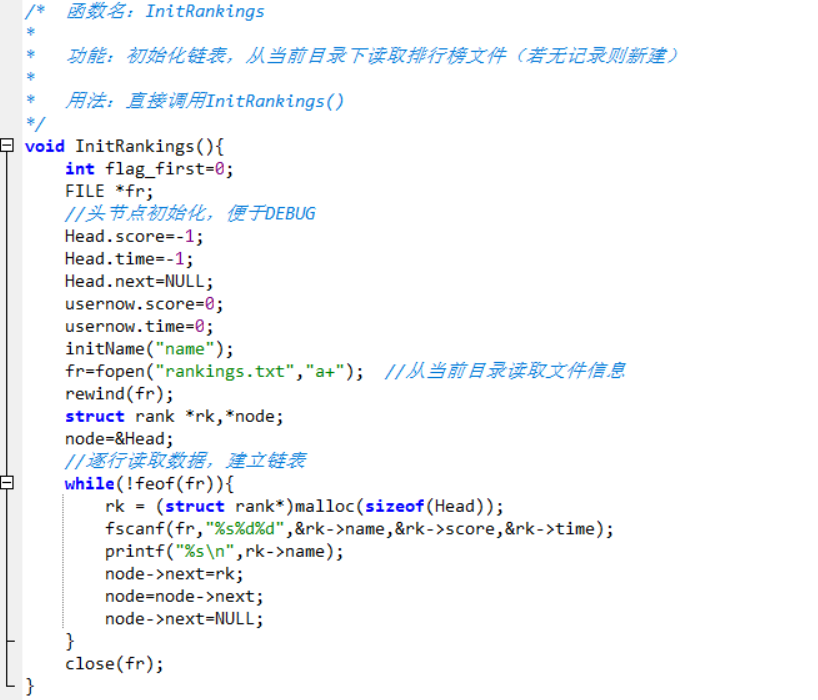 /*  函数名：InitRankings
*
*   功能：初始化链表，从当前目录下读取排行榜文件（若无记录则新建）
*
*   用法：直接调用InitRankings()
*/
void InitRankings(){
    int flag_first=0;
    FILE *fr;
    //头节点初始化，便于DEBUG
    Head.score=-1;
    Head.time=-1;
    Head.next=NULL;
    usernow.score=0;
    usernow.time=0;
    initName("name");
    fr=fopen("rankings.txt","a+");  //从当前目录读取文件信息
    rewind(fr);
    struct rank *rk,*node;
    node=&Head;
    //逐行读取数据，建立链表
    while(!feof(fr)){
        rk = (struct rank*)malloc(sizeof(Head));
        fscanf(fr,"%s%d%d",&rk->name,&rk->score,&rk->time);
        printf("%s\n",rk->name);
        node->next=rk;
        node=node->next;
        node->next=NULL;
    }
    close(fr);
}